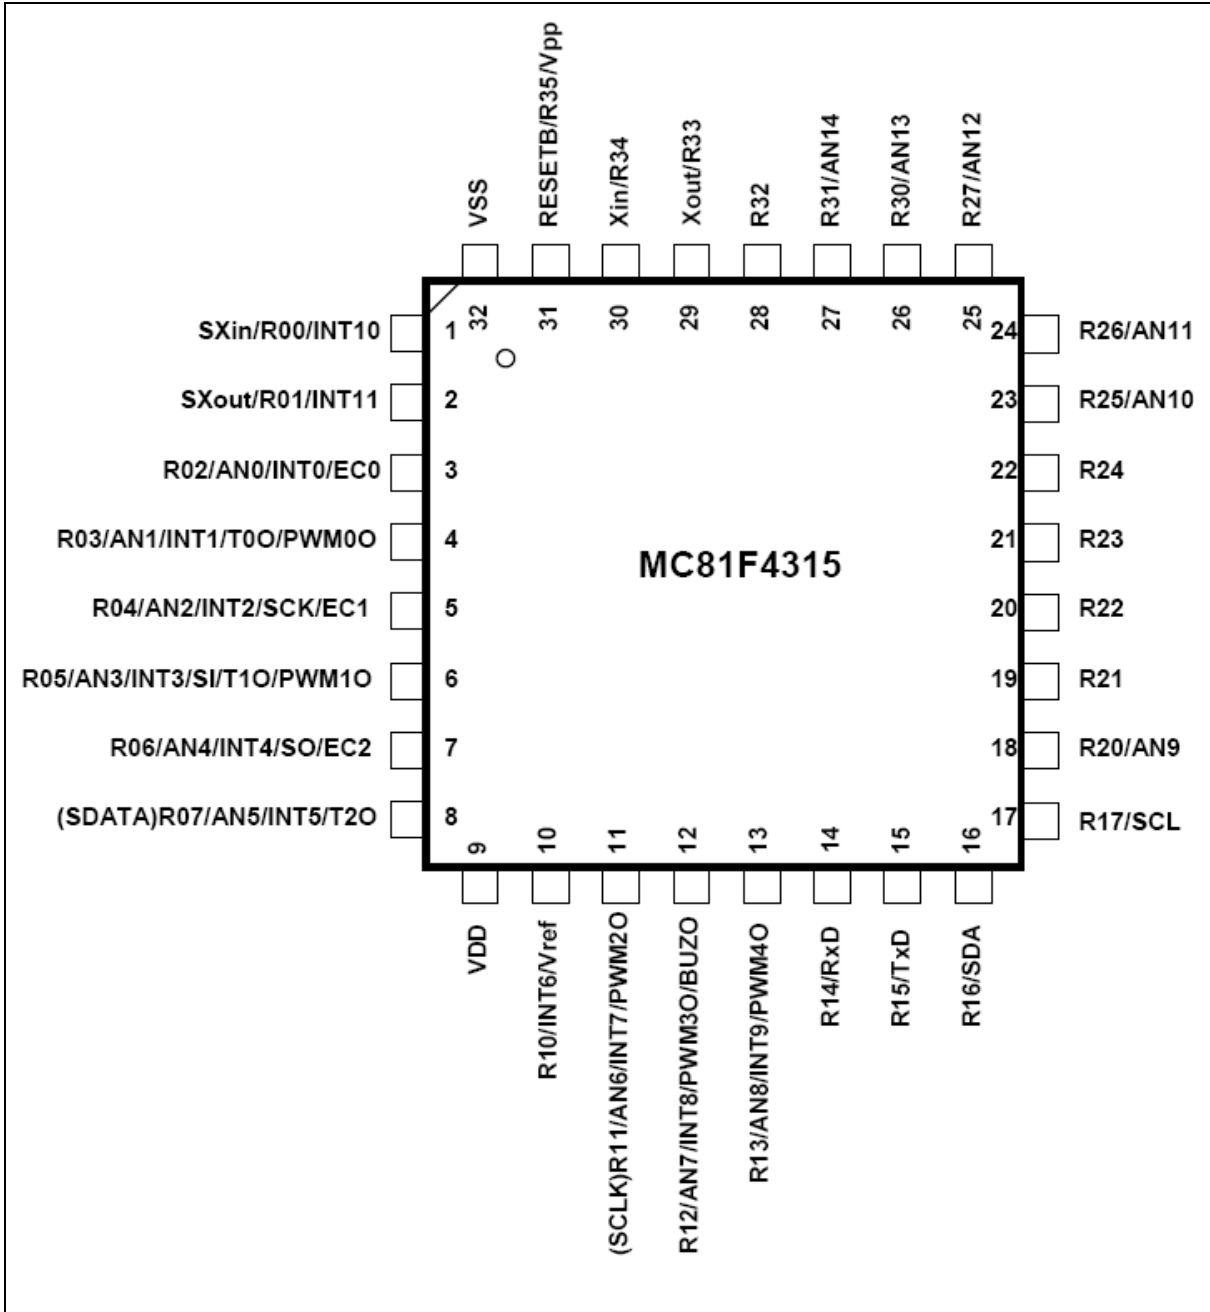 VSS
RESETB/R35/Vpp
Xin/R34
Xout/R33
R32
R31/AN14
R30/AN13
R27/AN12
32
31
30
29
28
27
26
25
SXin/R00/INT10
1
SXout/R01/INT11
2
R02/AN0/INT0/EC0
3
R03/AN1/INT1/T0O/PWM0O
4
R04/AN2/INT2/SCK/EC1
5
R05/AN3/INT3/SI/T1O/PWM1O
6
R06/AN4/INT4/SO/EC2
7
(SDATA)R07/AN5/INT5/T2O
8
MC81F4315
24
R26/AN11
23
R25/AN10
22
R24
21
R23
20
R22
19
R21
18
R20/AN9
17
R17/SCL
9
10
11
12
13
14
15
16
VDD
R10/INT6/Vref
(SCLK)R11/AN6/INT7/PWM2O
R12/AN7/INT8/PWM3O/BUZO
R13/AN8/INT9/PWM4O
R14/RxD
R15/TxD
R16/SDA